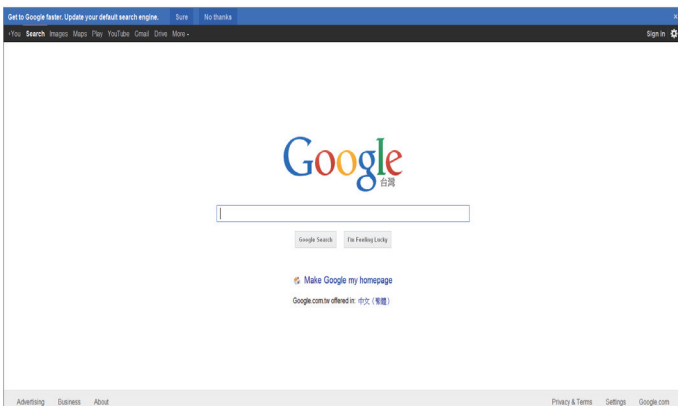 Get to Google faster. Update your default search engine. Sure No thanks x
+You Search Images Maps Play YouTube Gmail Drive More
Sign in
Google
台灣
Google Search I'm Feeling Lucky
Make Google my homepage
Google.com.tw offered in: 中文 (繁體)
Advertising Business About Privacy & Terms Settings Google.com